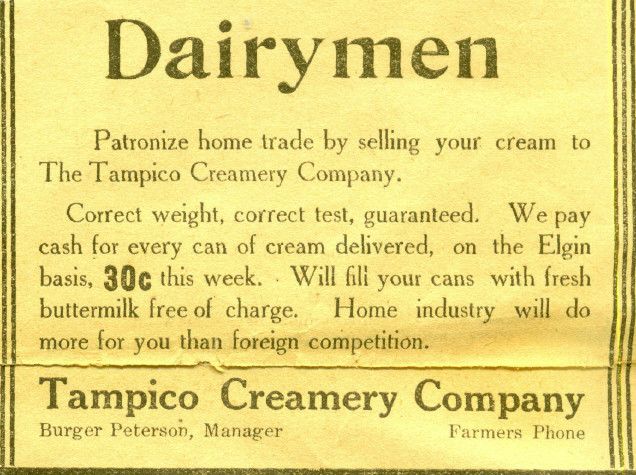 Dairymen
Patronize home trade by selling your cream to
The Tampico Creamery Company.
Correct weight, correct test, guaranteed. We pay
cash for every can of cream delivered, on the Elgin
basis, 30c this week. Will fill your cans with fresh
buttermilk free of charge. Home industry will do
more for you than foreign competition.
Tampico Creamery Company
Burger Peterson, Manager Farmers Phone